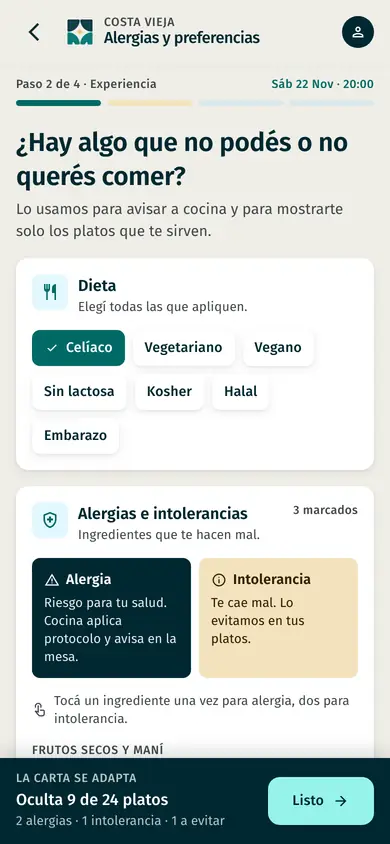 COSTA VIEJA
Alergias y preferencias
Paso 2 de 4 · Experiencia
Sáb 22 Nov · 20:00
¿Hay algo que no podés o no
querés comer?
Lo usamos para avisar a cocina y para mostrarte
solo los platos que te sirven.
Dieta
Elegí todas las que apliquen.
Celíaco
Vegetariano
Vegano
Sin lactosa
Kosher
Halal
Embarazo
Alergias e intolerancias
3 marcados
Ingredientes que te hacen mal.
Alergia
Riesgo para tu salud.
Cocina aplica
protocolo y avisa en la
mesa.
Intolerancia
Te cae mal. Lo
evitamos en tus
platos.
Tocá un ingrediente una vez para alergia, dos para
intolerancia.
FRUTOS SECOS Y MANÍ
LA CARTA SE ADAPTA
Oculta 9 de 24 platos
2 alergias · 1 intolerancia · 1 a evitar
Listo